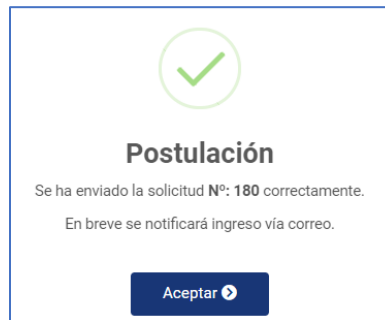 Postulación
Se ha enviado la solicitud Nº: 180 correctamente.
En breve se notificará ingreso vía correo.
Aceptar